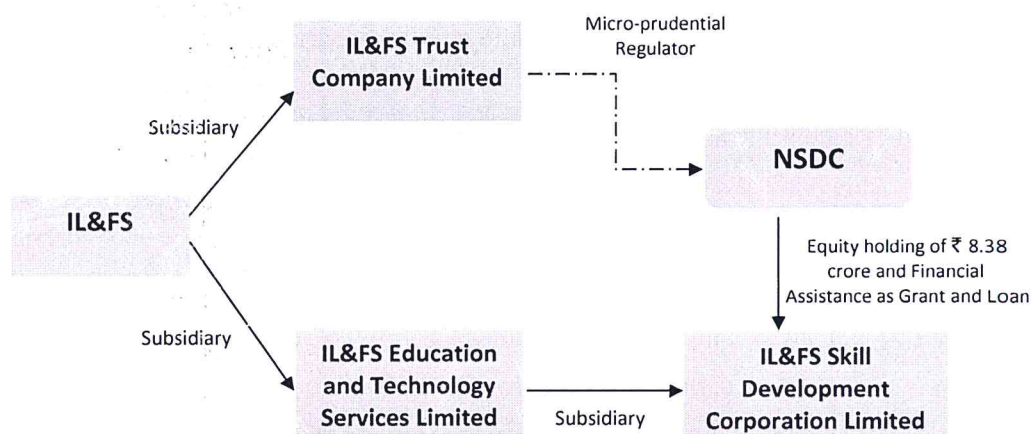 Micro-prudential
Regulator
IL&FS Trust
Company Limited
Subsidiary
NSDC
IL&FS
Equity holding of ₹ 8.38
crore and Financial
Assistance as Grant and Loan
Subsidiary
IL&FS Education
and Technology
Services Limited
Subsidiary
IL&FS Skill
Development
Corporation Limited